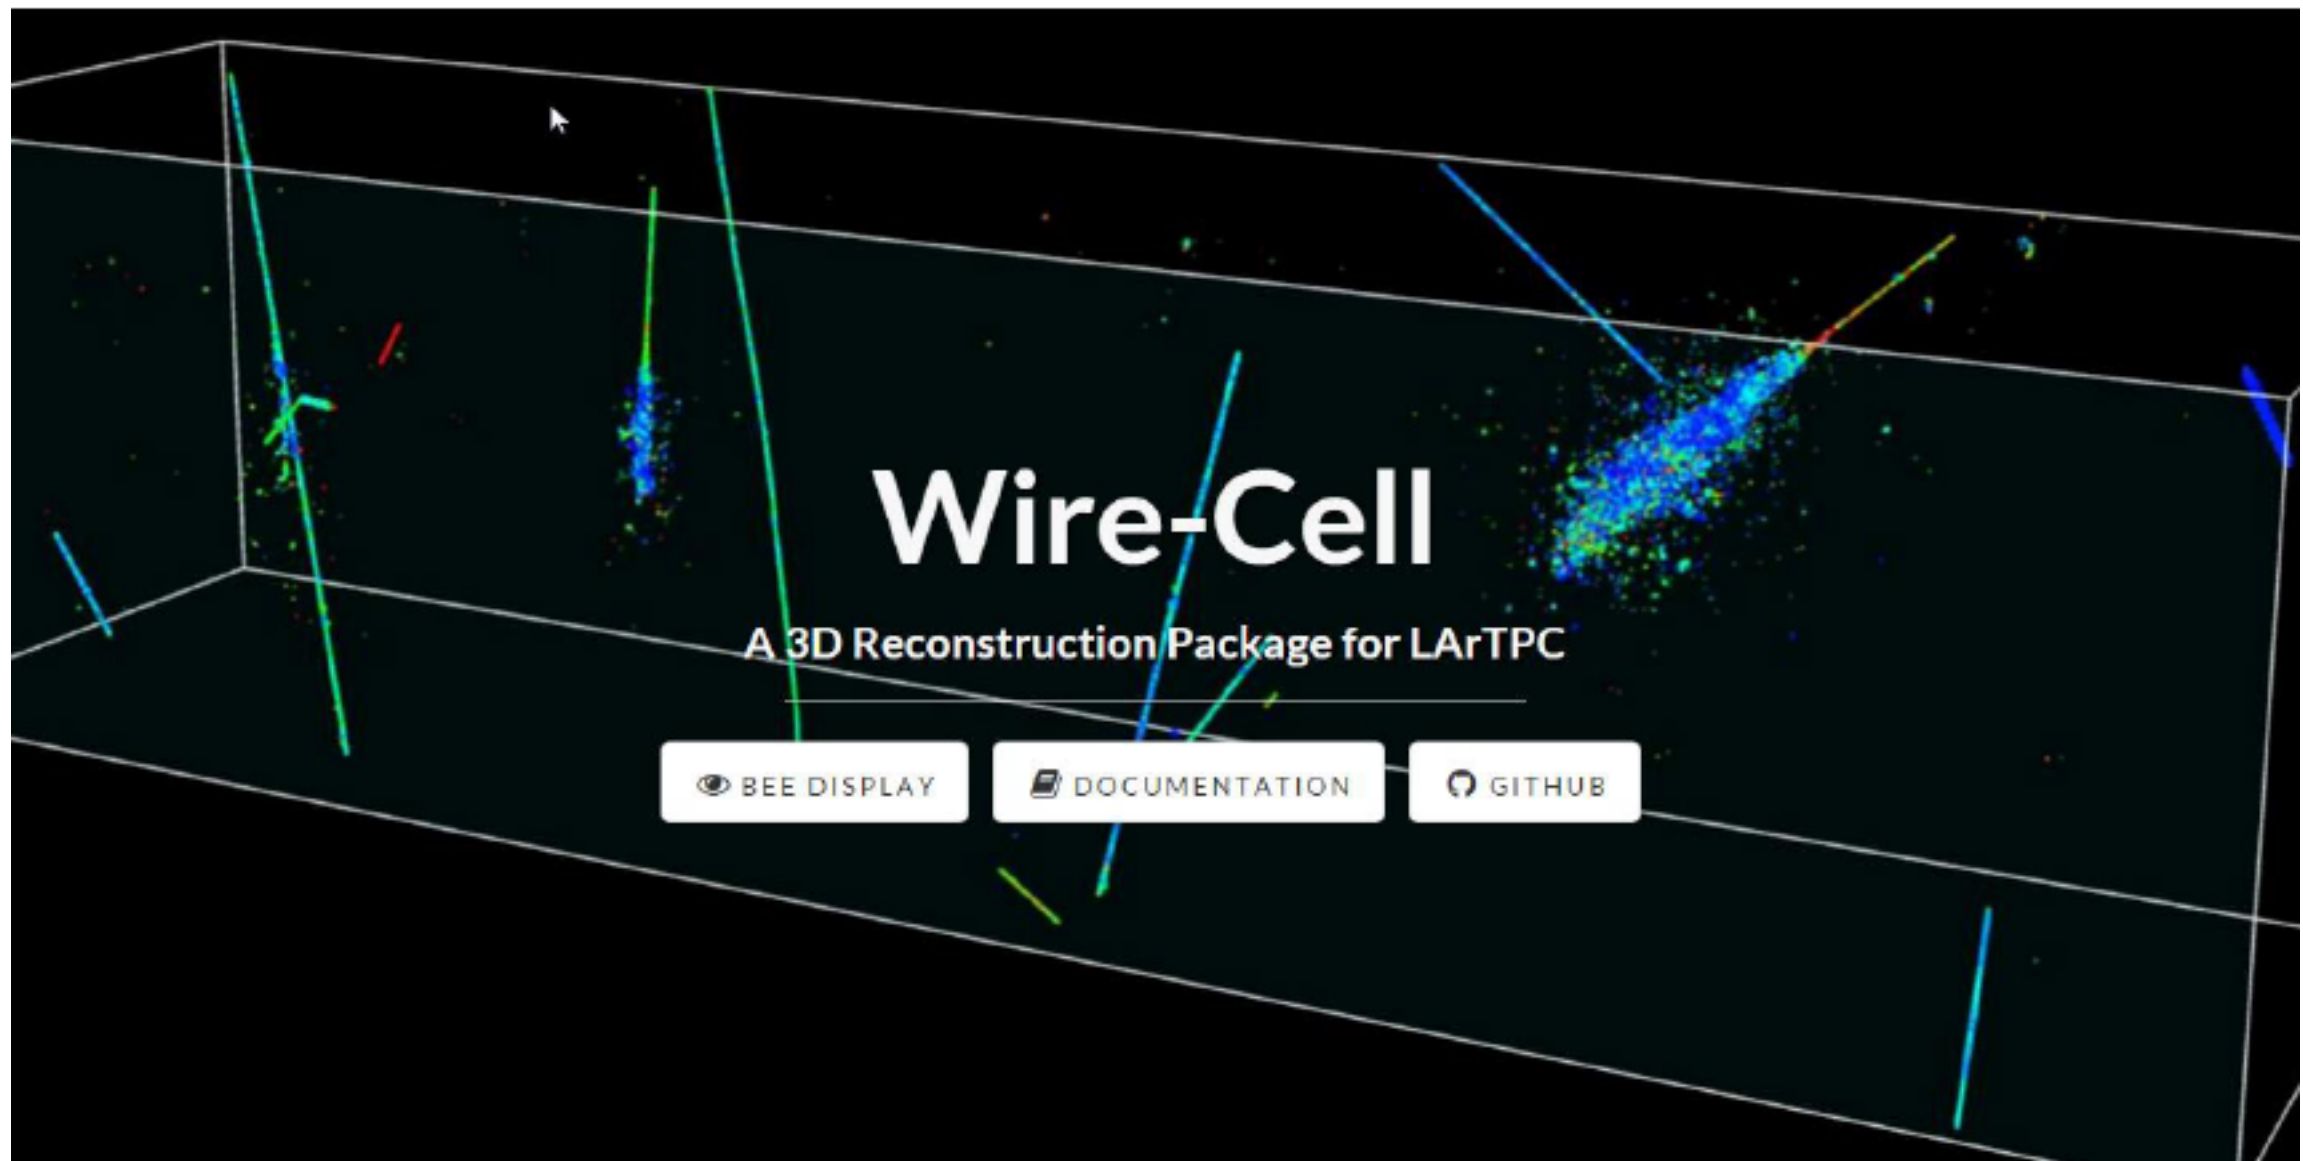 Wire-Cell
A 3D Reconstruction Package for LArTPC
BEE DISPLAY
DOCUMENTATION
GITHUB